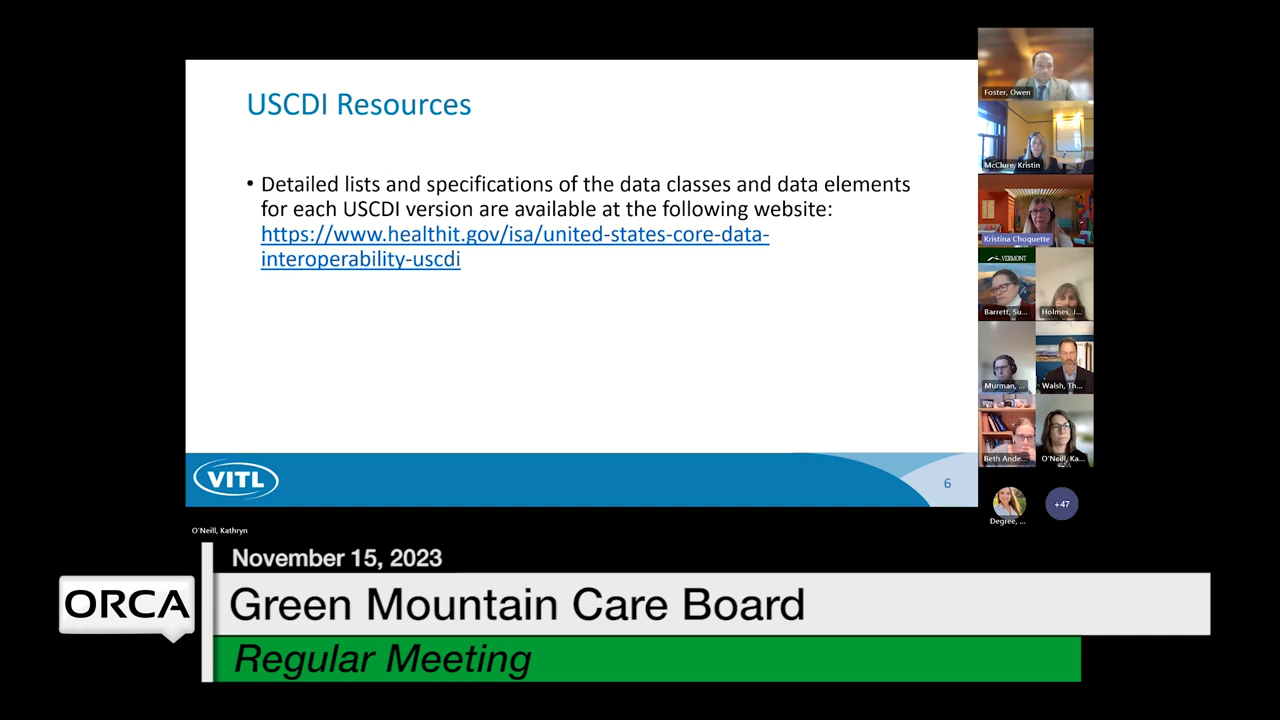 USCDI Resources
• Detailed lists and specifications of the data classes and data elements
for each USCDI version are available at the following website:
https://www.healthit.gov/isa/united-states-core-data-
interoperability-uscdi
VITL
6
Foster, Owen
McClure, Kristin
Kristina Choquette
VERMONT
Barrett, Su...
Holmes, J...
Murman, ...
Walsh, Th...
Beth Ande...
O'Neill, Ka...
Degree, ...
+47
O'Neill, Kathryn
November 15, 2023
ORCA
Green Mountain Care Board
Regular Meeting